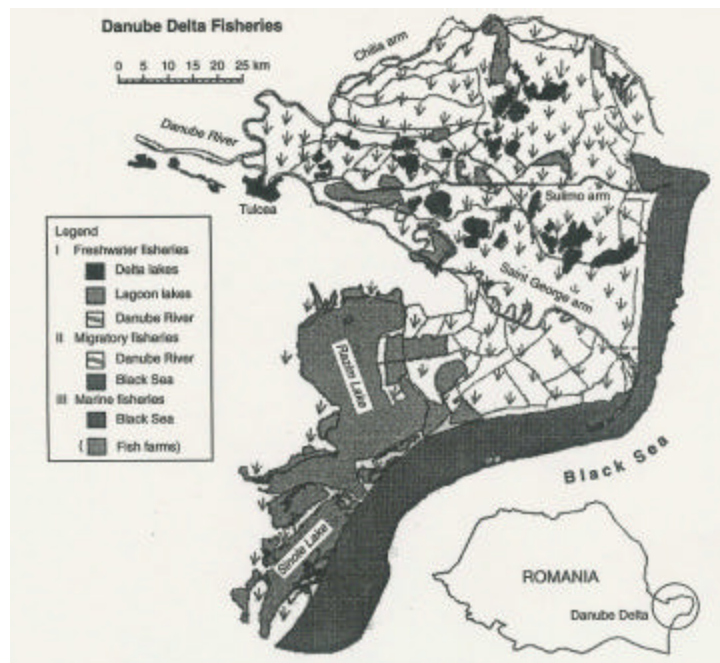 Danube Delta Fisheries
0 5 10 15 20 25 km
Chilia arm
Danube River
Tulcea
Sulino arm
Saint George arm
Legend
I Freshwater fisheries
Delta lakes
Lagoon lakes
Danube River
II Migratory fisheries
Danube River
Black Sea
III Marine fisheries
Black Sea
( Fish farms)
Razim Lake
Sinoie Lake
Black Sea
ROMANIA
Danube Delta